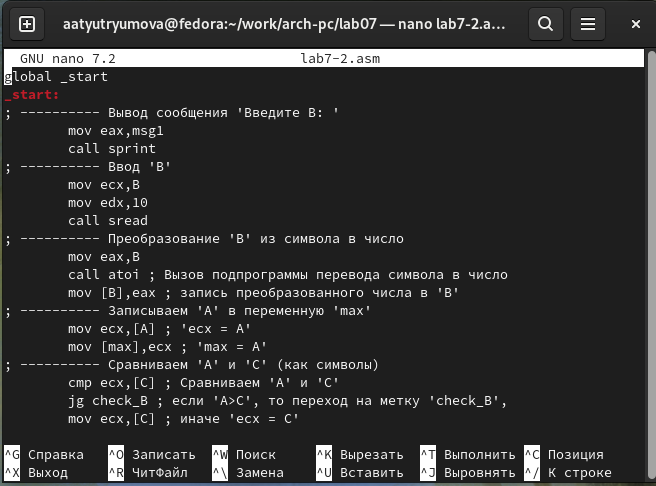 aatyutryumova@fedora:~/work/arch-pc/lab07 — nano lab7-2.a...
GNU nano 7.2 lab7-2.asm
global _start
_start:
; ---------- Вывод сообщения 'Введите B: '
mov eax,msg1
call sprint
; ---------- Ввод 'B'
mov ecx,B
mov edx,10
call sread
; ---------- Преобразование 'B' из символа в число
mov eax,B
call atoi ; Вызов подпрограммы перевода символа в число
mov [B],eax ; запись преобразованного числа в 'B'
; ---------- Записываем 'A' в переменную 'max'
mov ecx,[A] ; 'ecx = A'
mov [max],ecx ; 'max = A'
; ---------- Сравниваем 'A' и 'С' (как символы)
cmp ecx,[C] ; Сравниваем 'A' и 'С'
jg check_B ; если 'A>C', то переход на метку 'check_B',
mov ecx,[C] ; иначе 'ecx = C'
^G Справка ^O Записать ^W Поиск ^K Вырезать ^T Выполнить ^C Позиция
^X Выход ^R ЧитФайл ^\ Замена ^U Вставить ^J Выровнять ^/ К строке